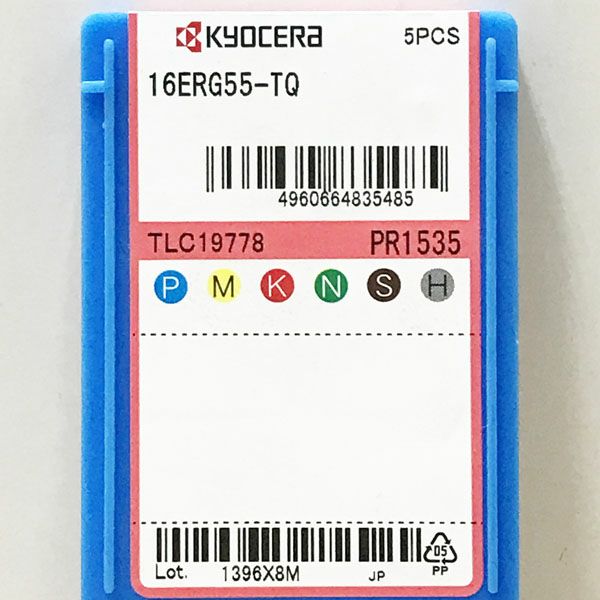 KYOCERA 5PCS
16ERG55-TQ
4960664835485
TLC19778 PR1535
P M K N S H
Lot. 1396X8M JP
05
PP